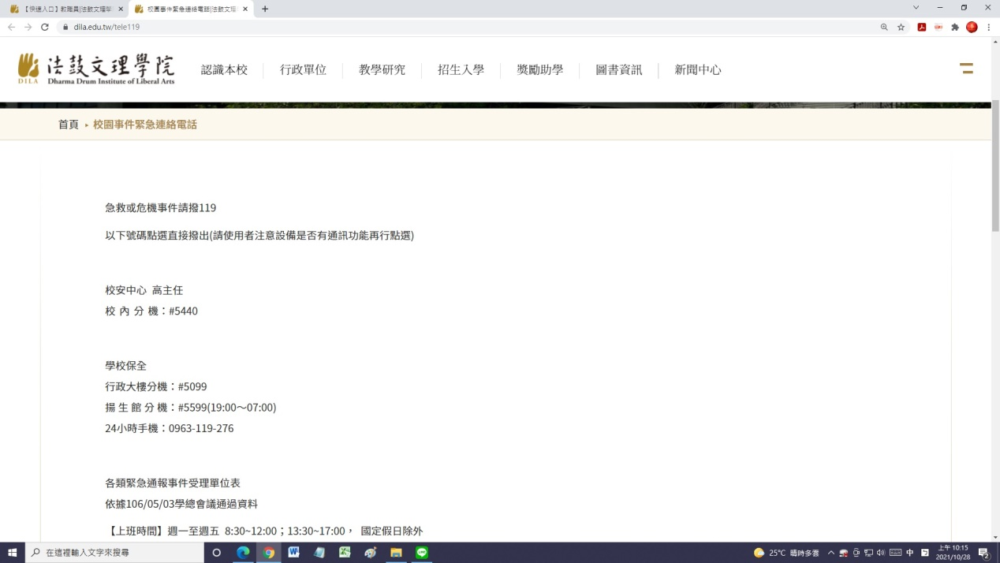 【快速入口】教職員|法鼓文理學
校園事件緊急連絡電話|法鼓文理
dila.edu.tw/tele119
法鼓文理學院
DILA Dharma Drum Institute of Liberal Arts
認識本校 行政單位 教學研究 招生入學 獎勵助學 圖書資訊 新聞中心
首頁 ▸ 校園事件緊急連絡電話
急救或危機事件請撥119
以下號碼點選直接撥出(請使用者注意設備是否有通訊功能再行點選)
校安中心 高主任
校 內 分 機：#5440
學校保全
行政大樓分機：#5099
揚 生 館 分 機：#5599(19:00～07:00)
24小時手機：0963-119-276
各類緊急通報事件受理單位表
依據106/05/03學總會議通過資料
【上班時間】週一至週五 8:30~12:00；13:30~17:00， 國定假日除外
在這裡輸入文字來搜尋
25°C 晴時多雲
中
上午 10:15
2021/10/28
2